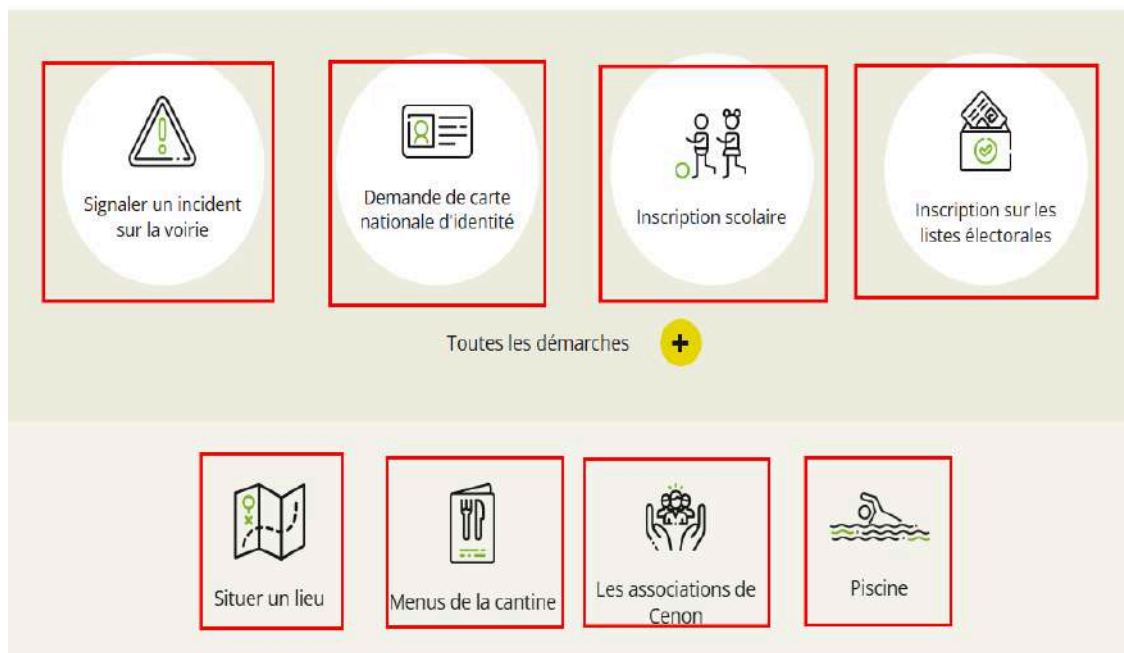 Signaler un incident
sur la voirie
Demande de carte
nationale d'identité
Inscription scolaire
Inscription sur les
listes électorales
Toutes les démarches
+
Situer un lieu
Menus de la cantine
Les associations de
Cenon
Piscine